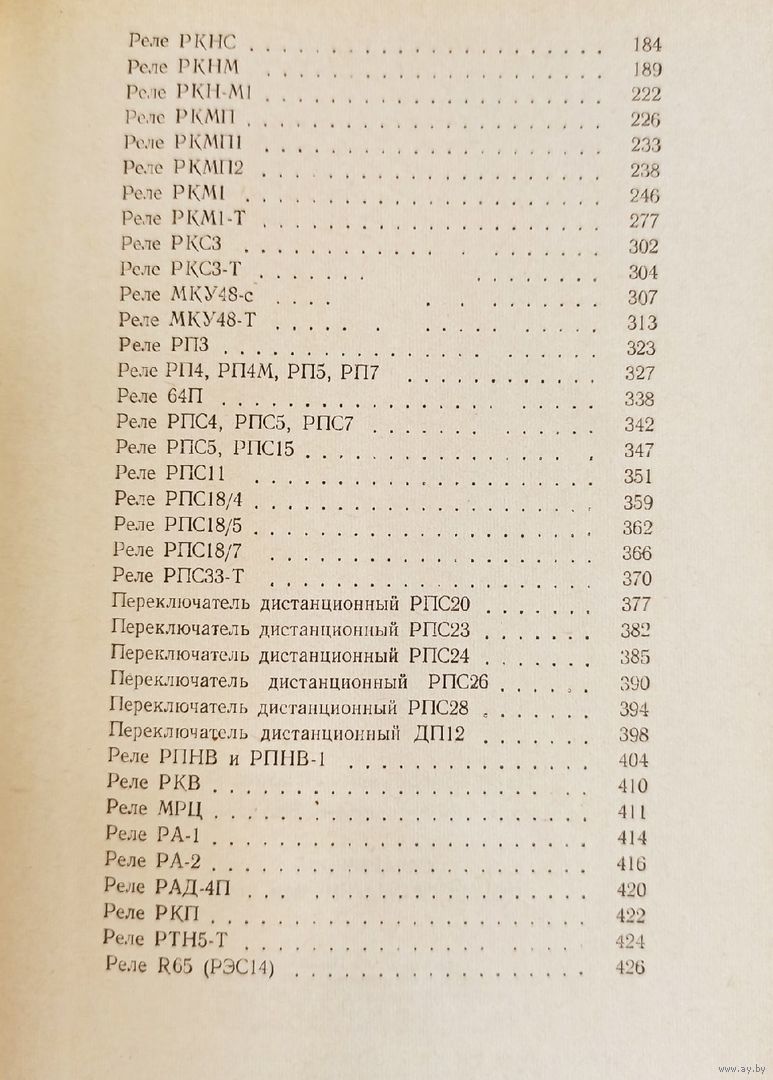 Реле РКНС . . . . . . . . . . . . . . . . . 184
Реле РКНМ . . . . . . . . . . . . . . . . 189
Реле РКН-М1 . . . . . . . . . . . . . . . 222
Реле РКМП . . . . . . . . . . . . . . . . . 226
Реле РКМП1 . . . . . . . . . . . . . . . . 233
Реле РКМП2 . . . . . . . . . . . . . . . . 238
Реле РКМ1 . . . . . . . . . . . . . . . . . 246
Реле РКМ1-Т . . . . . . . . . . . . . . . . 277
Реле РКС3 . . . . . . . . . . . . . . . . . 302
Реле РКС3-Т . . . . . . . . . . . . . . 304
Реле МКУ48-с . . . . . . . . . . . . 307
Реле МКУ48-Т . . . . . . . . . . . . . 313
Реле РП3 . . . . . . . . . . . . . . . . . . 323
Реле РП4, РП4М, РП5, РП7 . . . . . . . . . . 327
Реле 64П . . . . . . . . . . . . . . . . . . 338
Реле РПС4, РПС5, РПС7 . . . . . . . . . . . 342
Реле РПС5, РПС15 . . . . . . . . . . . . . . 347
Реле РПС11 . . . . . . . . . . . . . . . . 351
Реле РПС18/4 . . . . . . . . . . . . . . . . . 359
Реле РПС18/5 . . . . . . . . . . . . . . . . . 362
Реле РПС18/7 . . . . . . . . . . . . . . . . 366
Реле РПС33-Т . . . . . . . . . . . . . . . . 370
Переключатель дистанционный РПС20 . . . . . . 377
Переключатель дистанционный РПС23 . . . . . . 382
Переключатель дистанционный РПС24 . . . . . . 385
Переключатель дистанционный РПС26 . . . . . 390
Переключатель дистанционный РПС28 . . . . . . 394
Переключатель дистанционный ДП12 . . . . . . 398
Реле РПНВ и РПНВ-1 . . . . . . . . . . . . 404
Реле РКВ . . . . . . . . . . . . . . . . . . 410
Реле МРЦ . . . . . . . . . . . . . . . . . . 411
Реле РА-1 . . . . . . . . . . . . . . . . . . 414
Реле РА-2 . . . . . . . . . . . . . . . . . . 416
Реле РАД-4П . . . . . . . . . . . . . . . . 420
Реле РКП . . . . . . . . . . . . . . . . . . 422
Реле РТН5-Т . . . . . . . . . . . . . . . . 424
Реле R65 (РЭС14) . . . . . . . . . . . . . . 426
www.ay.by